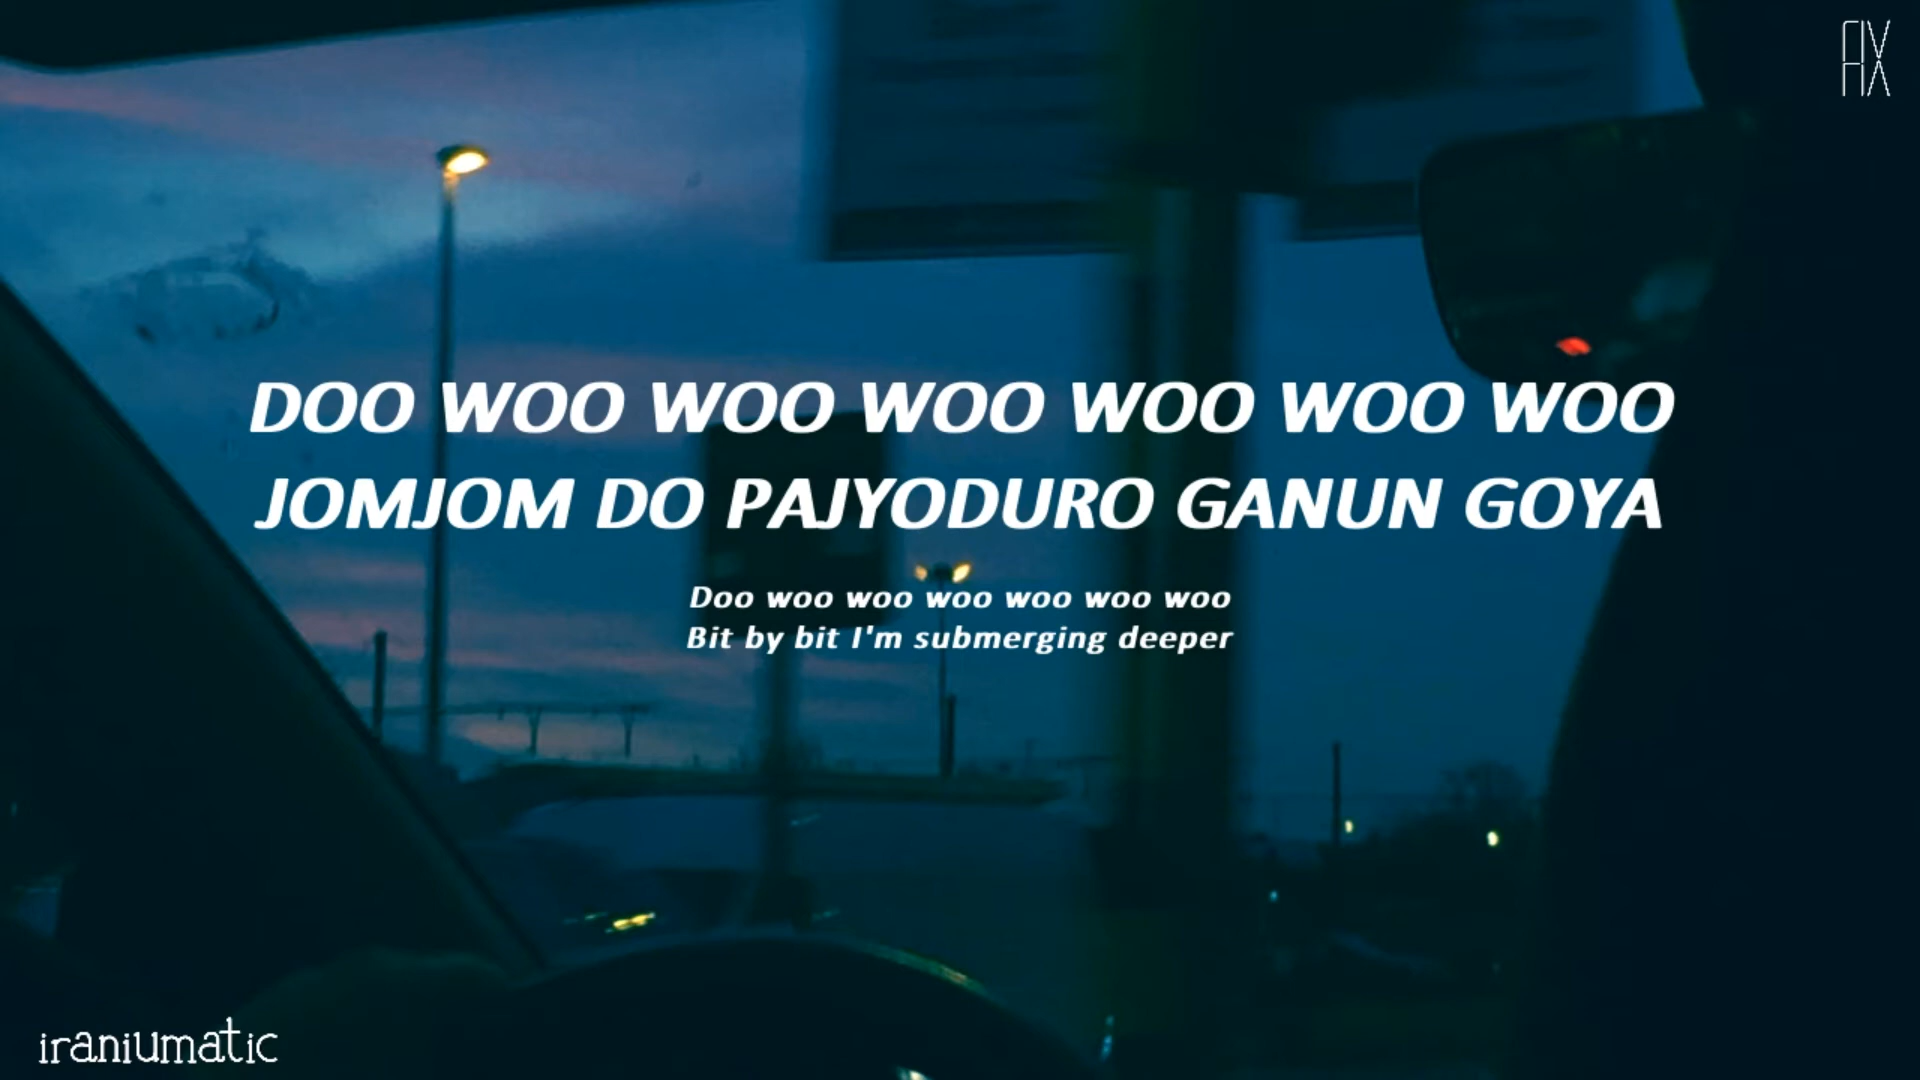 DOO WOO WOO WOO WOO WOO WOO
JOMJOM DO PAJYODURO GANUN GOYA
Doo woo woo woo woo woo woo
Bit by bit I'm submerging deeper
iraniumatic